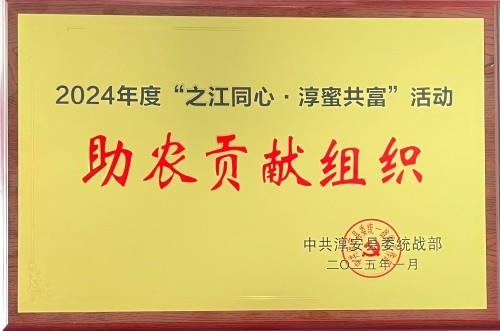 2024年度“之江同心·淳蜜共富”活动
助农贡献组织
中共淳安县委统战部
二〇二五年一月